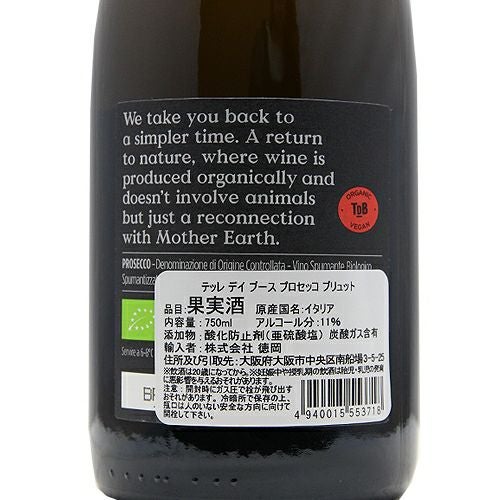 We take you back to
a simpler time. A return
to nature, where wine is
produced organically and
doesn't involve animals
but just a reconnection
with Mother Earth.
ORGANIC
TDB
VEGAN
PROSECCO - Denominazione di Origine Controllata - Vino Spumante Biologico
Spumantizza
テッレ デイ ブース プロセッコ ブリュット
品目:果実酒 原産国名:イタリア
内容量:750ml アルコール分:11%
添加物:酸化防止剤(亜硫酸塩) 炭酸ガス含有
輸入者:株式会社 徳岡
住所及び引取先:大阪府大阪市中央区南船場3-5-25
※飲酒は20歳になってから。※妊娠中や授乳期の飲酒は胎児・乳児の発育
に悪影響を与えるおそれがあります。
注意:開封時にガス圧で栓が飛び出す
おそれがあります。冷暗所で保存の上、
瓶口は人のいない安全な方向に向けて
開栓して下さい。
4 940015 553718
Servire a 6-8°C